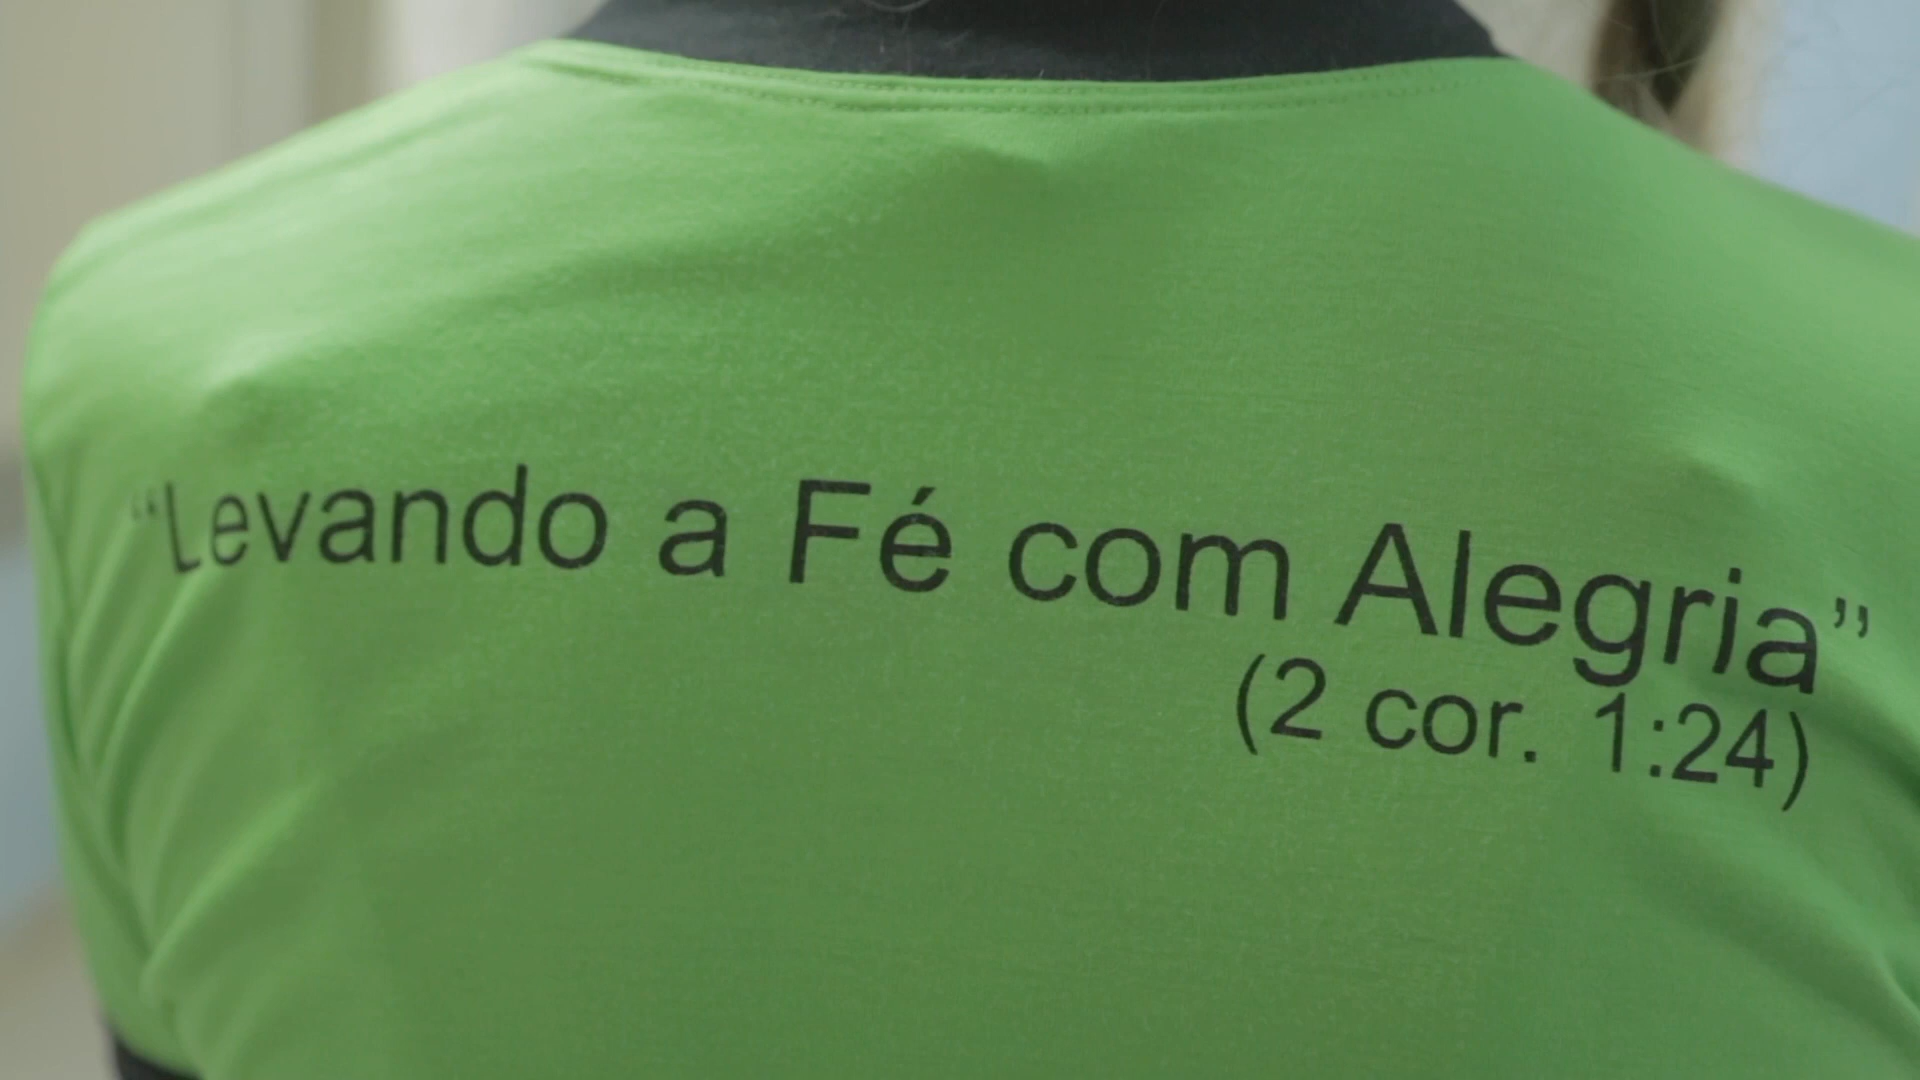 “Levando a Fé com Alegria”
(2 cor. 1:24)